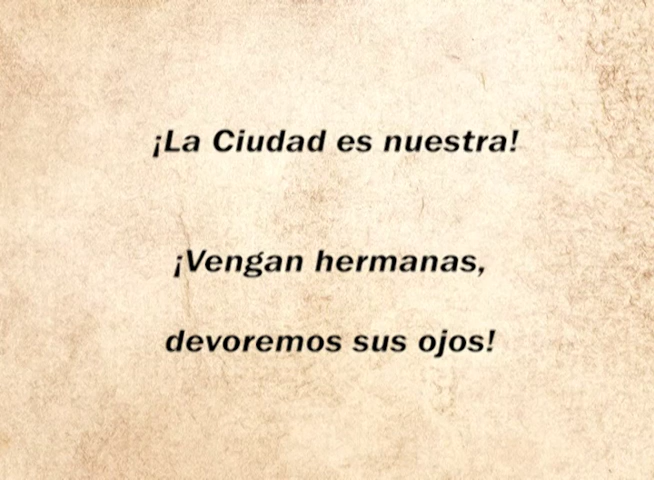 ¡La Ciudad es nuestra!
¡Vengan hermanas,
devoremos sus ojos!